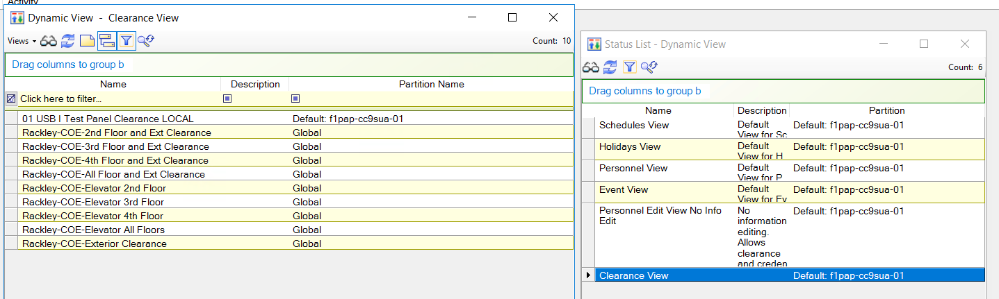 Activity
Dynamic View - Clearance View
Views
Count: 10
Drag columns to group b
Name Description Partition Name
Click here to filter...
01 USB I Test Panel Clearance LOCAL Default: f1pap-cc9sua-01
Rackley-COE-2nd Floor and Ext Clearance Global
Rackley-COE-3rd Floor and Ext Clearance Global
Rackley-COE-4th Floor and Ext Clearance Global
Rackley-COE-All Floor and Ext Clearance Global
Rackley-COE-Elevator 2nd Floor Global
Rackley-COE-Elevator 3rd Floor Global
Rackley-COE-Elevator 4th Floor Global
Rackley-COE-Elevator All Floors Global
Rackley-COE-Exterior Clearance Global
Status List - Dynamic View
Count: 6
Drag columns to group b
Name Description Partition
Schedules View Default Default: f1pap-cc9sua-01
View for Sc
Holidays View Default Default: f1pap-cc9sua-01
View for H
Personnel View Default Default: f1pap-cc9sua-01
View for P
Event View Default Default: f1pap-cc9sua-01
View for Ev
Personnel Edit View No Info No Default: f1pap-cc9sua-01
Edit information
editing.
Allows
clearance
and creden
Clearance View Default: f1pap-cc9sua-01